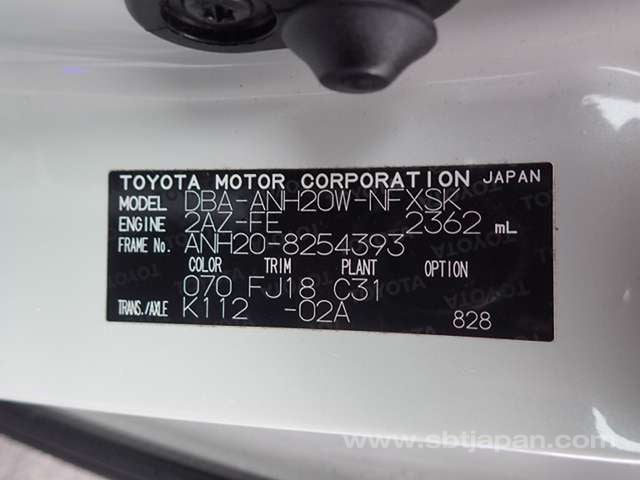 TOYOTA MOTOR CORPORATION JAPAN
MODEL DBA-ANH20W-NFXSK
ENGINE 2AZ-FE 2362 mL
FRAME No. ANH20-8254393
COLOR TRIM PLANT OPTION
070 FJ18 C31
TRANS./AXLE K112 -02A 828
www.sbtjapan.com